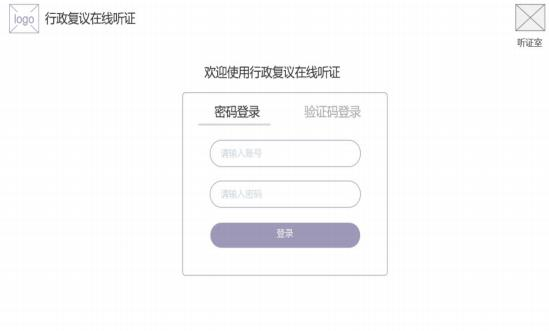 logo 行政复议在线听证
听证室
欢迎使用行政复议在线听证
密码登录 验证码登录
请输入账号
请输入密码
登录